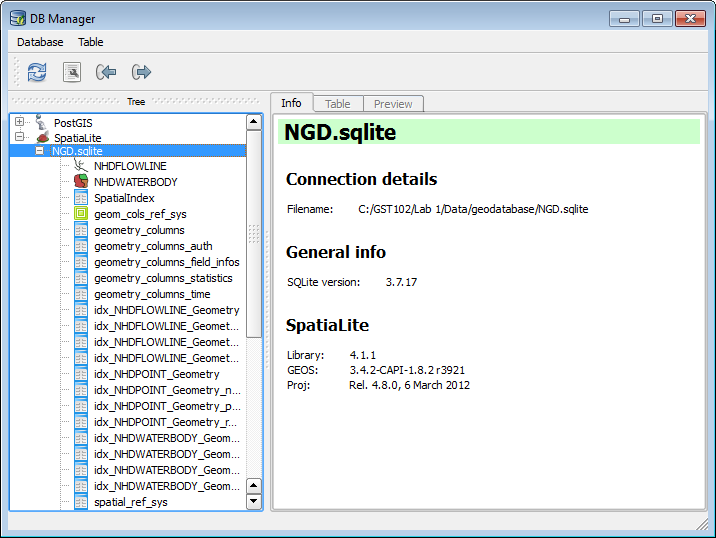 DB Manager
Database Table
Tree
PostGIS
SpatiaLite
NGD.sqlite
NHDFLOWLINE
NHDWATERBODY
SpatialIndex
geom_cols_ref_sys
geometry_columns
geometry_columns_auth
geometry_columns_field_infos
geometry_columns_statistics
geometry_columns_time
idx_NHDFLOWLINE_Geometry
idx_NHDFLOWLINE_Geomet...
idx_NHDFLOWLINE_Geomet...
idx_NHDFLOWLINE_Geomet...
idx_NHDPOINT_Geometry
idx_NHDPOINT_Geometry_n...
idx_NHDPOINT_Geometry_p...
idx_NHDPOINT_Geometry_r...
idx_NHDWATERBODY_Geom...
idx_NHDWATERBODY_Geom...
idx_NHDWATERBODY_Geom...
idx_NHDWATERBODY_Geom...
spatial_ref_sys
Info Table Preview
NGD.sqlite
Connection details
Filename: C:/GST102/Lab 1/Data/geodatabase/NGD.sqlite
General info
SQLite version: 3.7.17
SpatiaLite
Library: 4.1.1
GEOS: 3.4.2-CAPI-1.8.2 r3921
Proj: Rel. 4.8.0, 6 March 2012